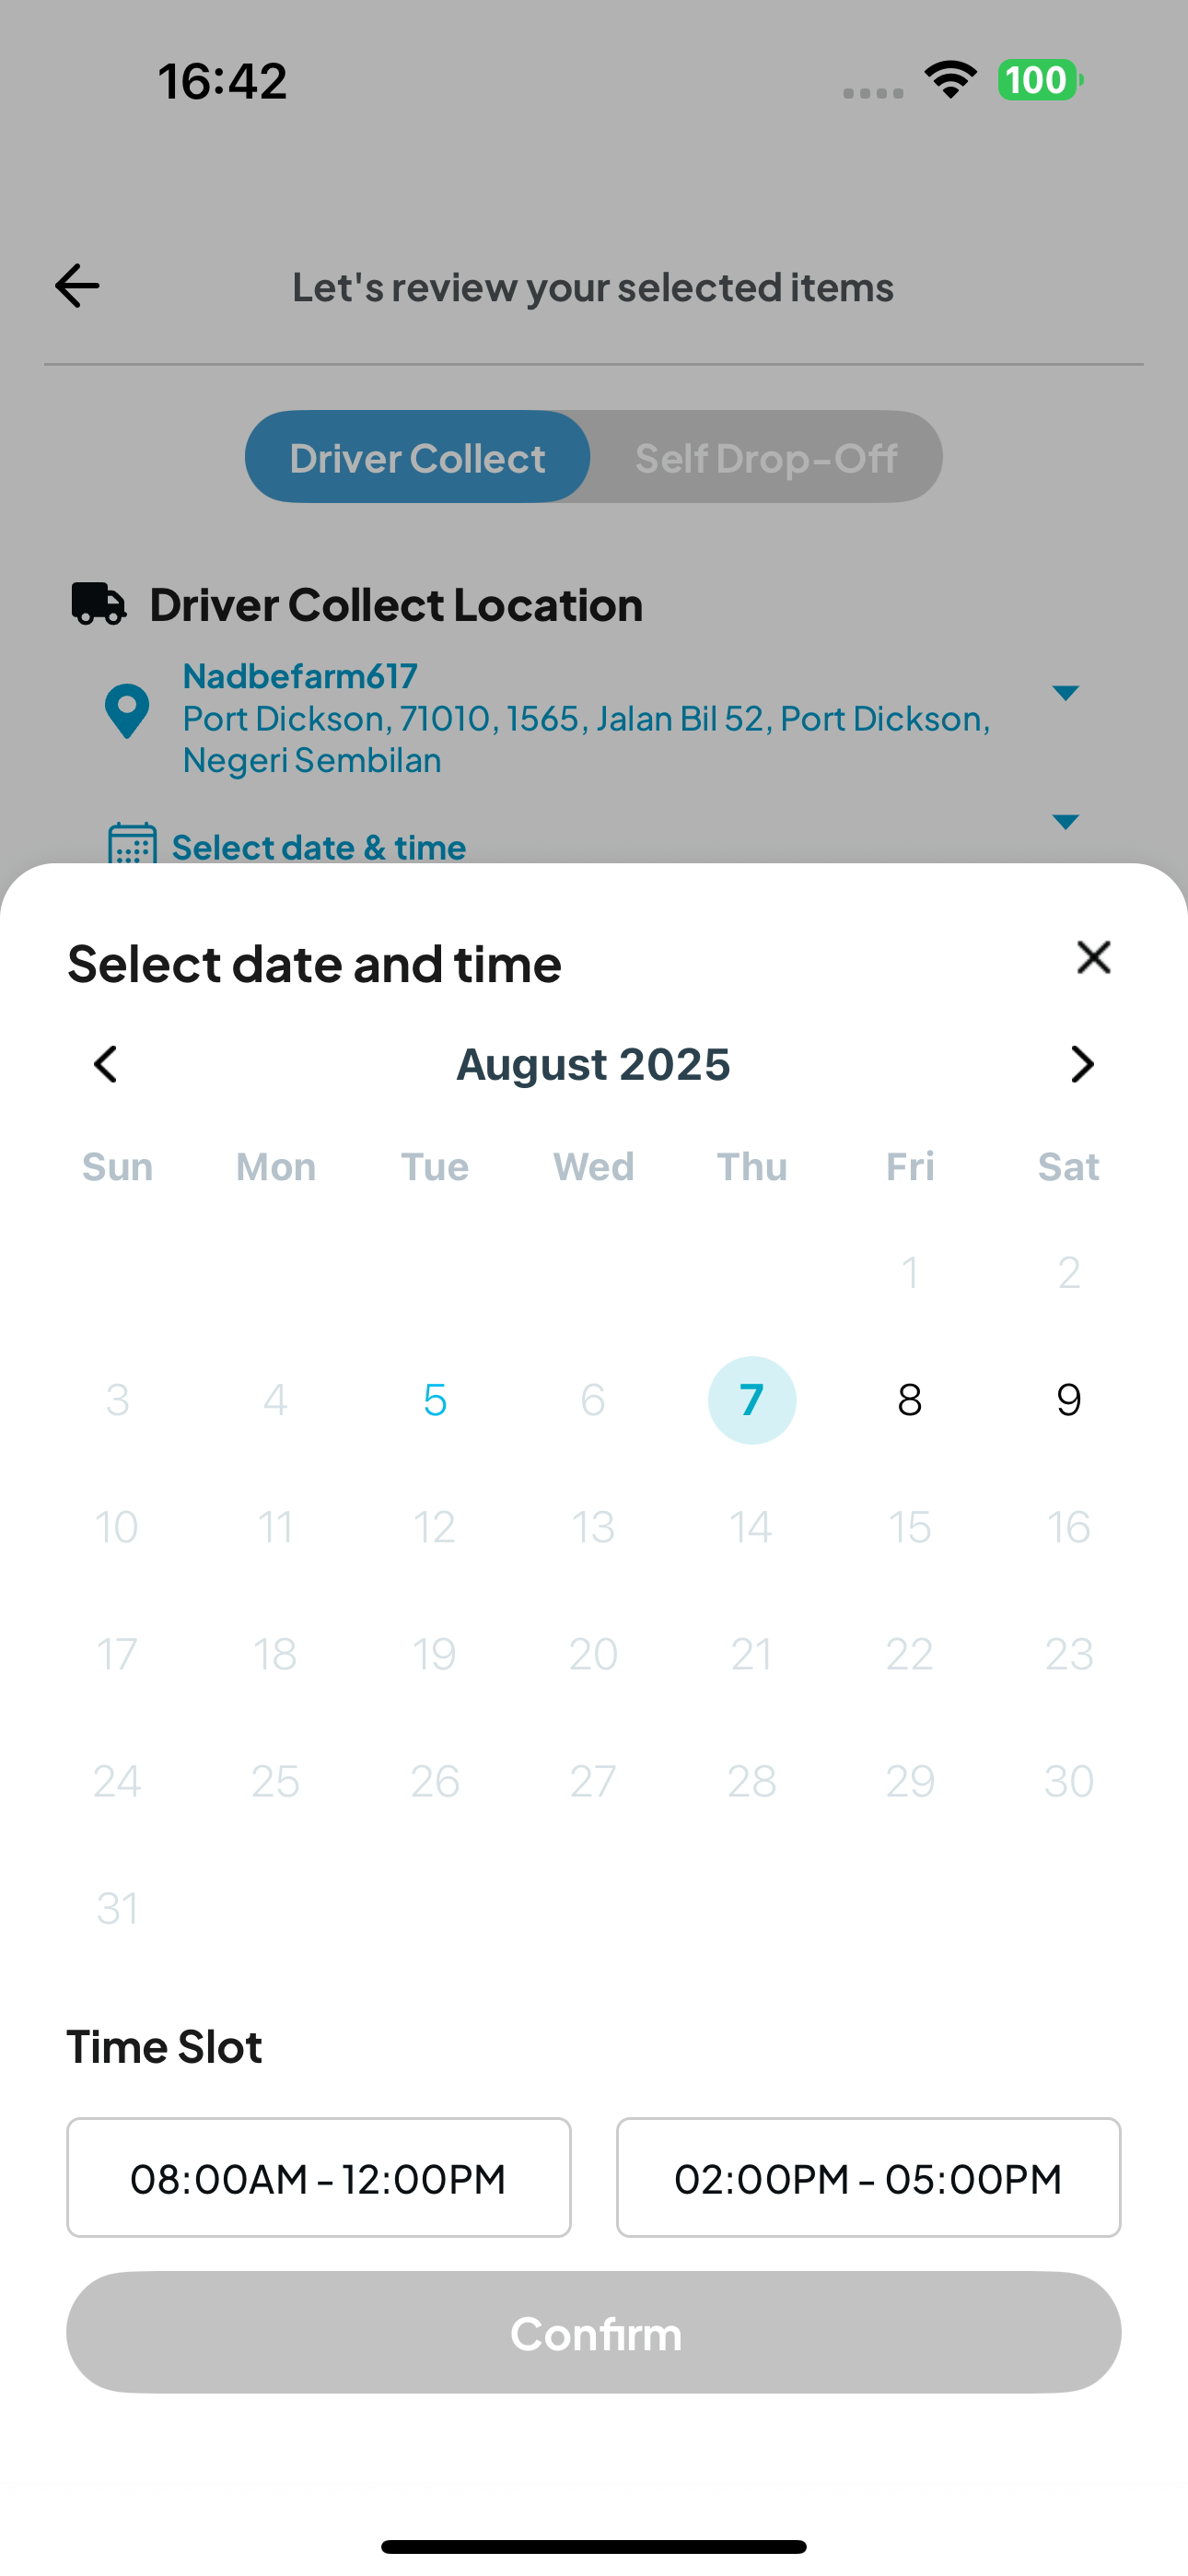 16:42
100
Let's review your selected items
Driver Collect Self Drop-Off
Driver Collect Location
Nadbefarm617
Port Dickson, 71010, 1565, Jalan Bil 52, Port Dickson,
Negeri Sembilan
Select date & time
Select date and time
August 2025
Sun Mon Tue Wed Thu Fri Sat
1 2
3 4 5 6 7 8 9
10 11 12 13 14 15 16
17 18 19 20 21 22 23
24 25 26 27 28 29 30
31
Time Slot
08:00AM - 12:00PM 02:00PM - 05:00PM
Confirm